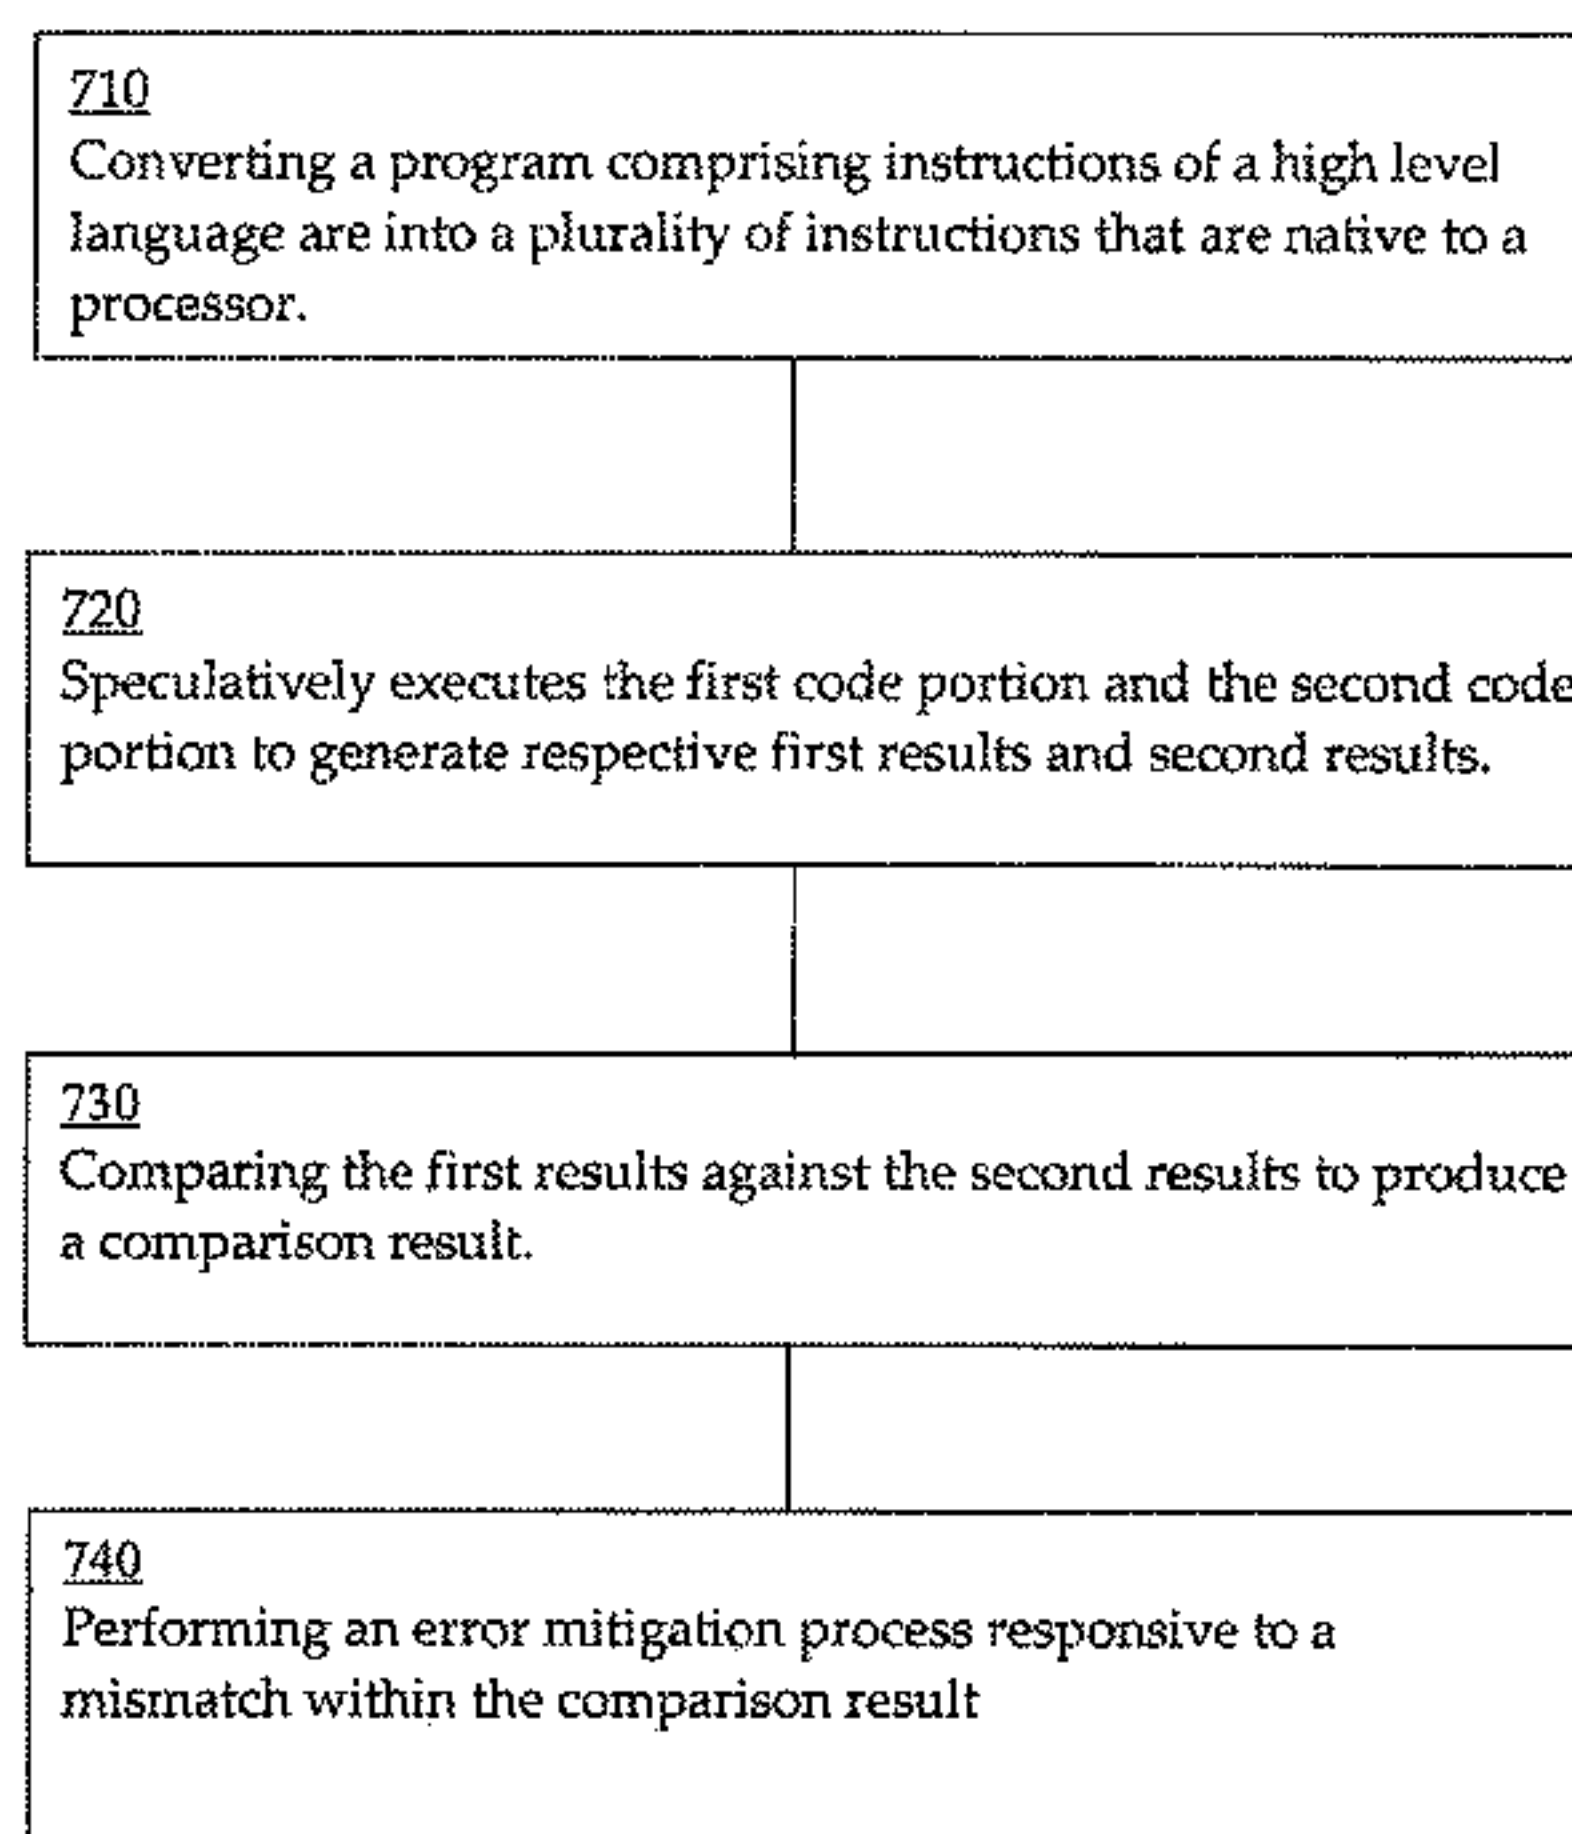 710
Converting a program comprising instructions of a high level
language are into a plurality of instructions that are native to a
processor.
720
Speculatively executes the first code portion and the second code
portion to generate respective first results and second results.
730
Comparing the first results against the second results to produce
a comparison result.
740
Performing an error mitigation process responsive to a
mismatch within the comparison result